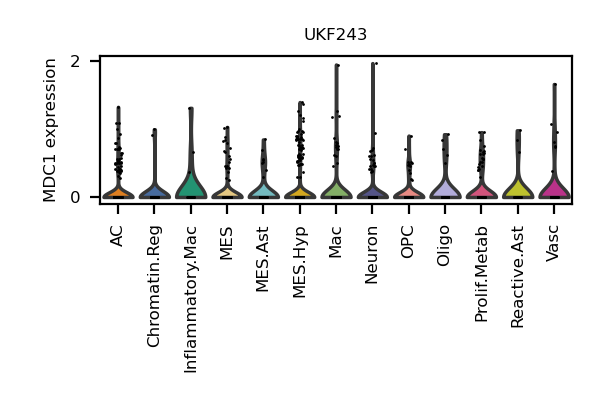 UKF243
MDC1 expression
2
0
AC
Chromatin.Reg
Inflammatory.Mac
MES
MES.Ast
MES.Hyp
Mac
Neuron
OPC
Oligo
Prolif.Metab
Reactive.Ast
Vasc